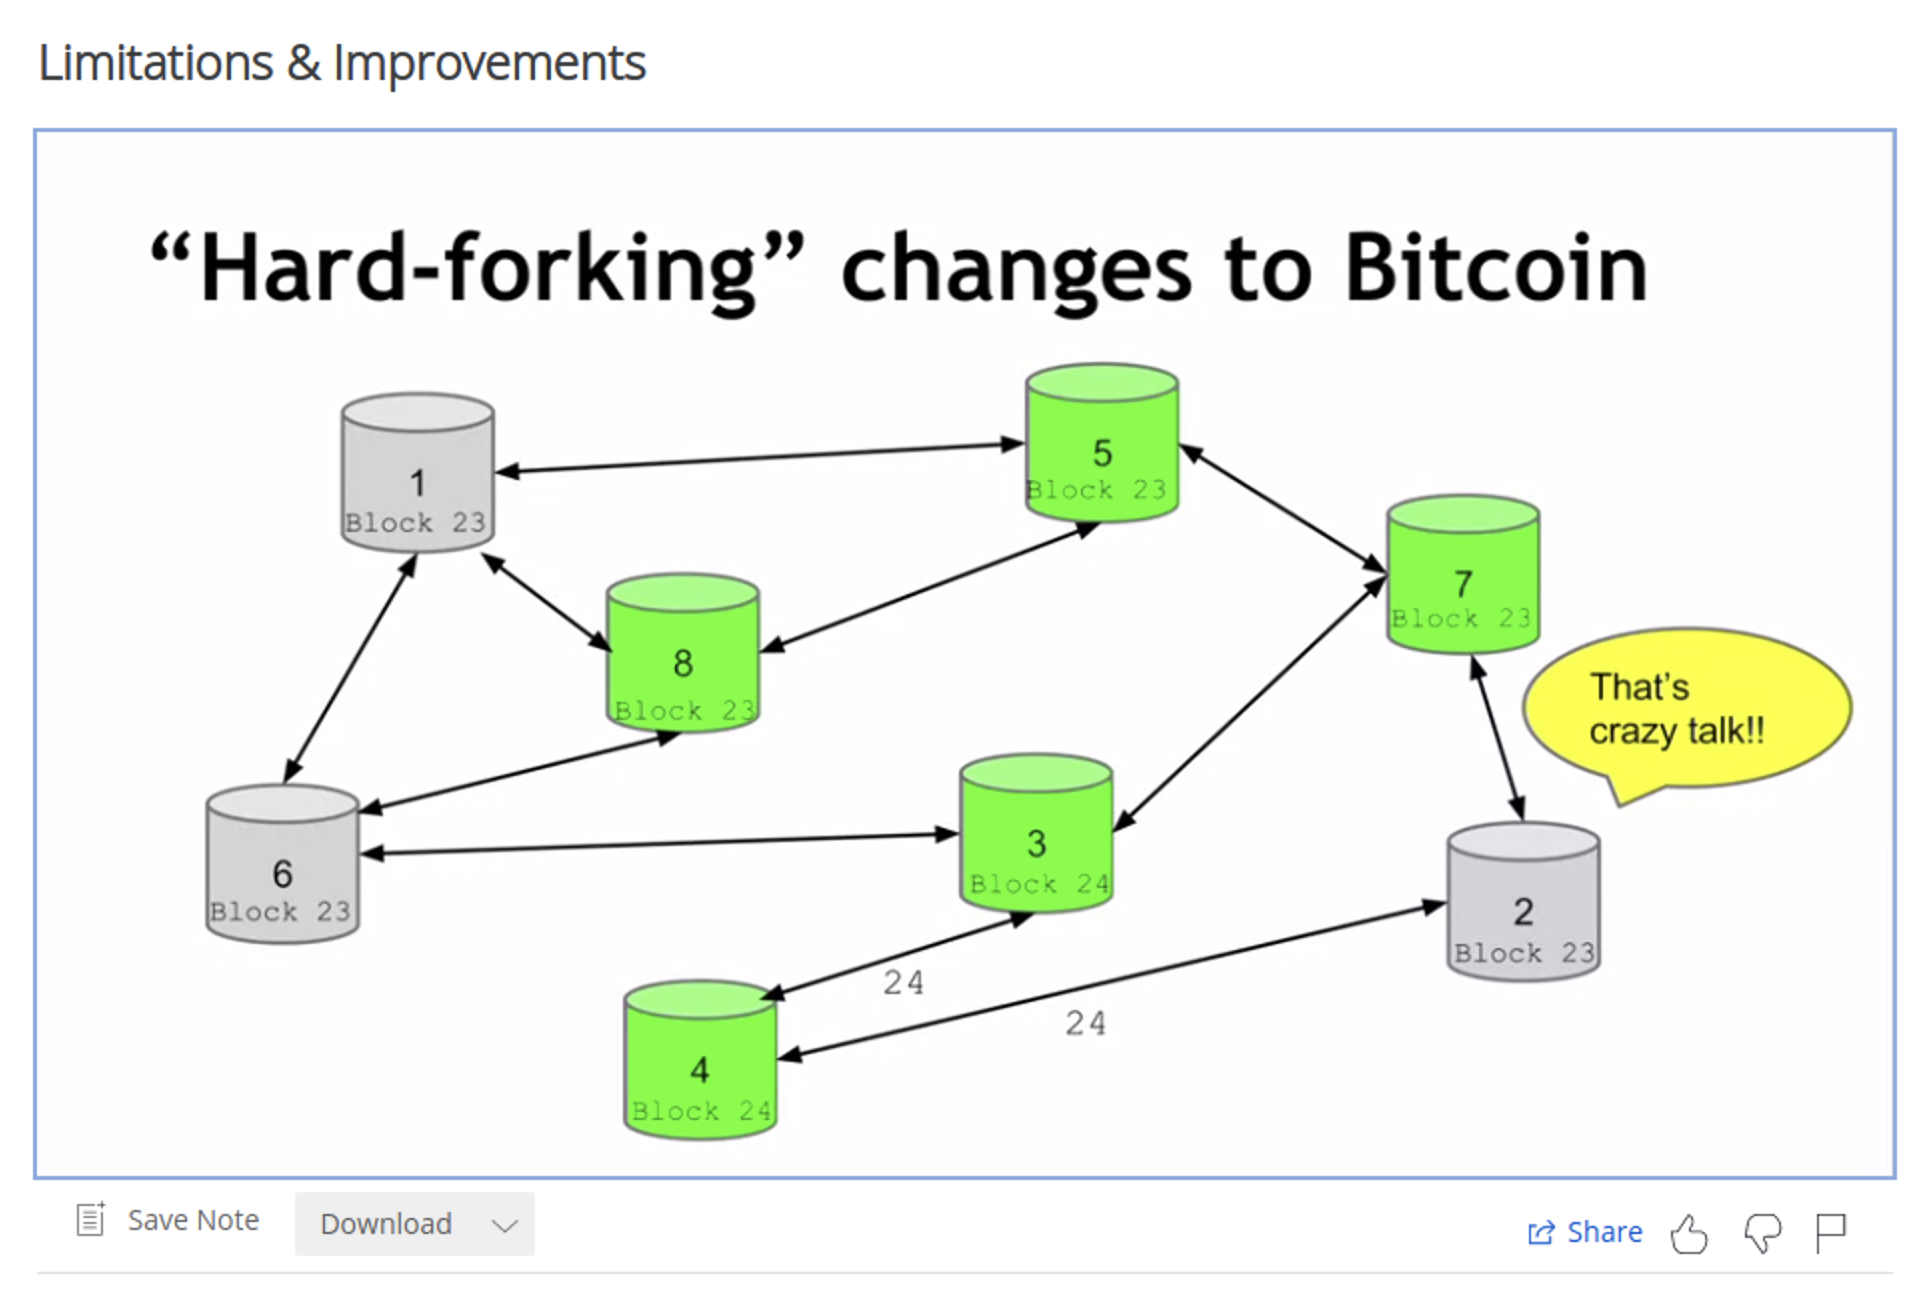 Limitations & Improvements
“Hard-forking” changes to Bitcoin
1
Block 23
5
Block 23
7
Block 23
8
Block 23
That’s
crazy talk!!
3
Block 24
6
Block 23
2
Block 23
24
24
4
Block 24
Save Note
Download
Share